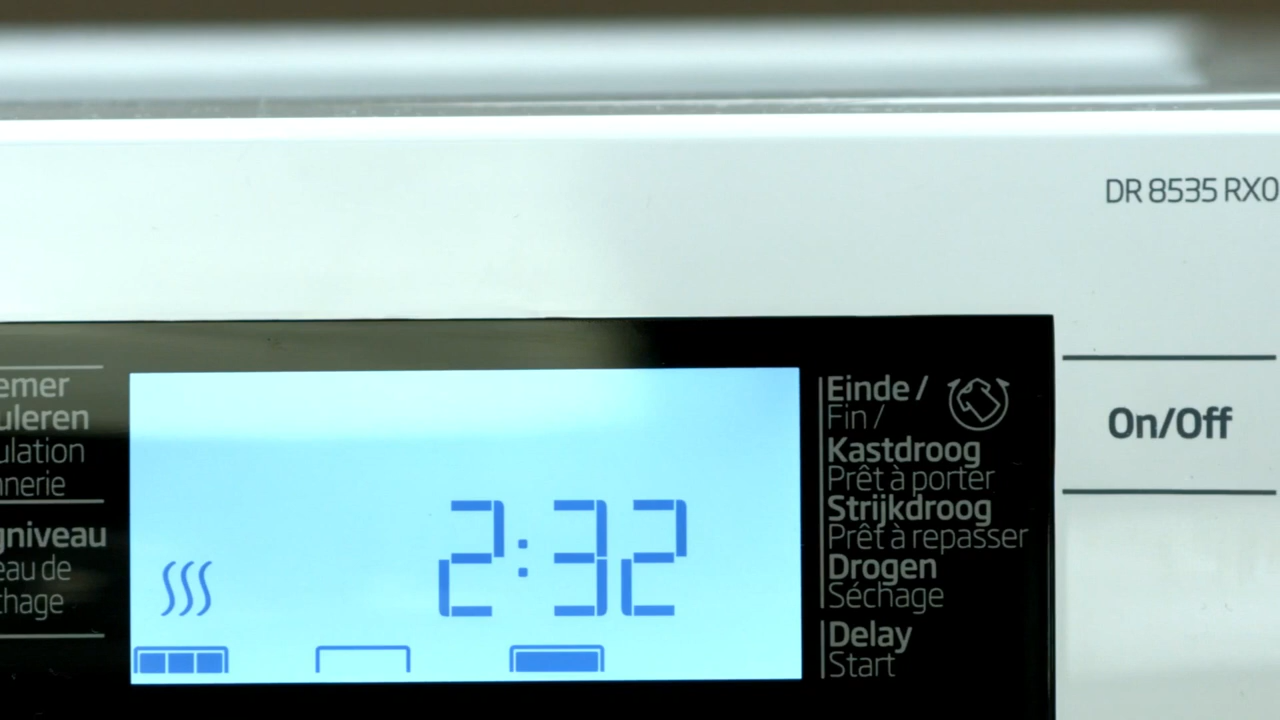 DR 8535 RX0
emer
uleren
ulation
nnerie
gniveau
eau de
chage
2:32
Einde /
Fin /
Kastdroog
Prêt à porter
Strijkdroog
Prêt à repasser
Drogen
Séchage
Delay
Start
On/Off